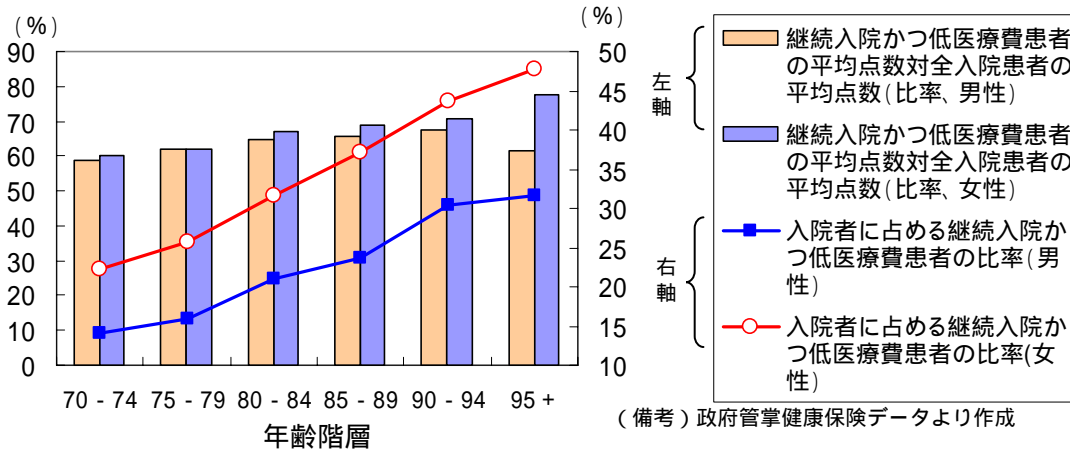 (%)
90
80
70
60
50
40
30
20
10
0
70 - 74 75 - 79 80 - 84 85 - 89 90 - 94 95 +
年齢階層
(%)
50
45
40
35
30
25
20
15
10
左軸
継続入院かつ低医療費患者
の平均点数対全入院患者の
平均点数(比率、男性)
継続入院かつ低医療費患者
の平均点数対全入院患者の
平均点数(比率、女性)
右軸
入院者に占める継続入院か
つ低医療費患者の比率(男
性)
入院者に占める継続入院か
つ低医療費患者の比率(女
性)
(備考)政府管掌健康保険データより作成